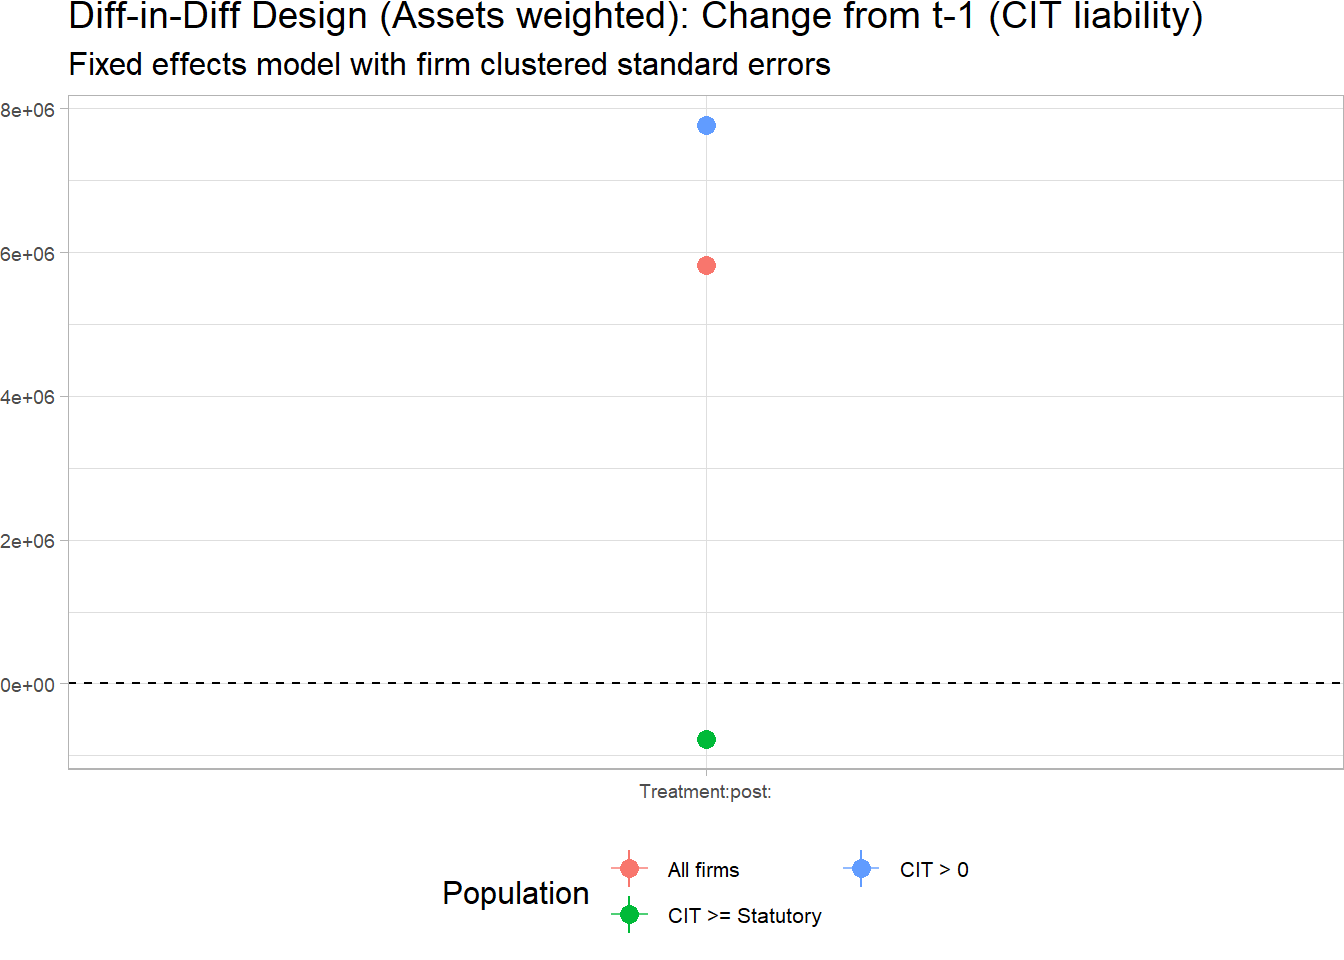 Diff-in-Diff Design (Assets weighted): Change from t-1 (CIT liability)
Fixed effects model with firm clustered standard errors
8e+06
6e+06
4e+06
2e+06
0e+00
Treatment:post:
Population
All firms
CIT > 0
CIT >= Statutory